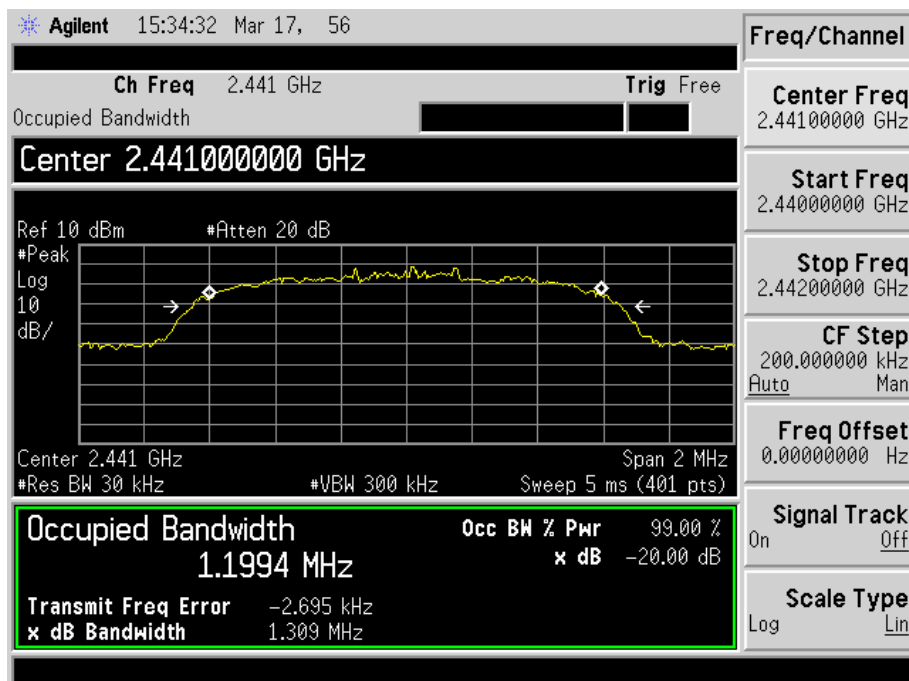 Agilent 15:34:32 Mar 17, 56
Ch Freq 2.441 GHz Trig Free
Occupied Bandwidth
Center 2.441000000 GHz
Ref 10 dBm #Atten 20 dB
#Peak
Log
10
dB/
Center 2.441 GHz Span 2 MHz
#Res BW 30 kHz #VBW 300 kHz Sweep 5 ms (401 pts)
Occupied Bandwidth
1.1994 MHz
Occ BW % Pwr 99.00 %
x dB -20.00 dB
Transmit Freq Error -2.695 kHz
x dB Bandwidth 1.309 MHz
Freq/Channel
Center Freq
2.44100000 GHz
Start Freq
2.44000000 GHz
Stop Freq
2.44200000 GHz
CF Step
200.000000 kHz
Auto Man
Freq Offset
0.00000000 Hz
Signal Track
On Off
Scale Type
Log Lin